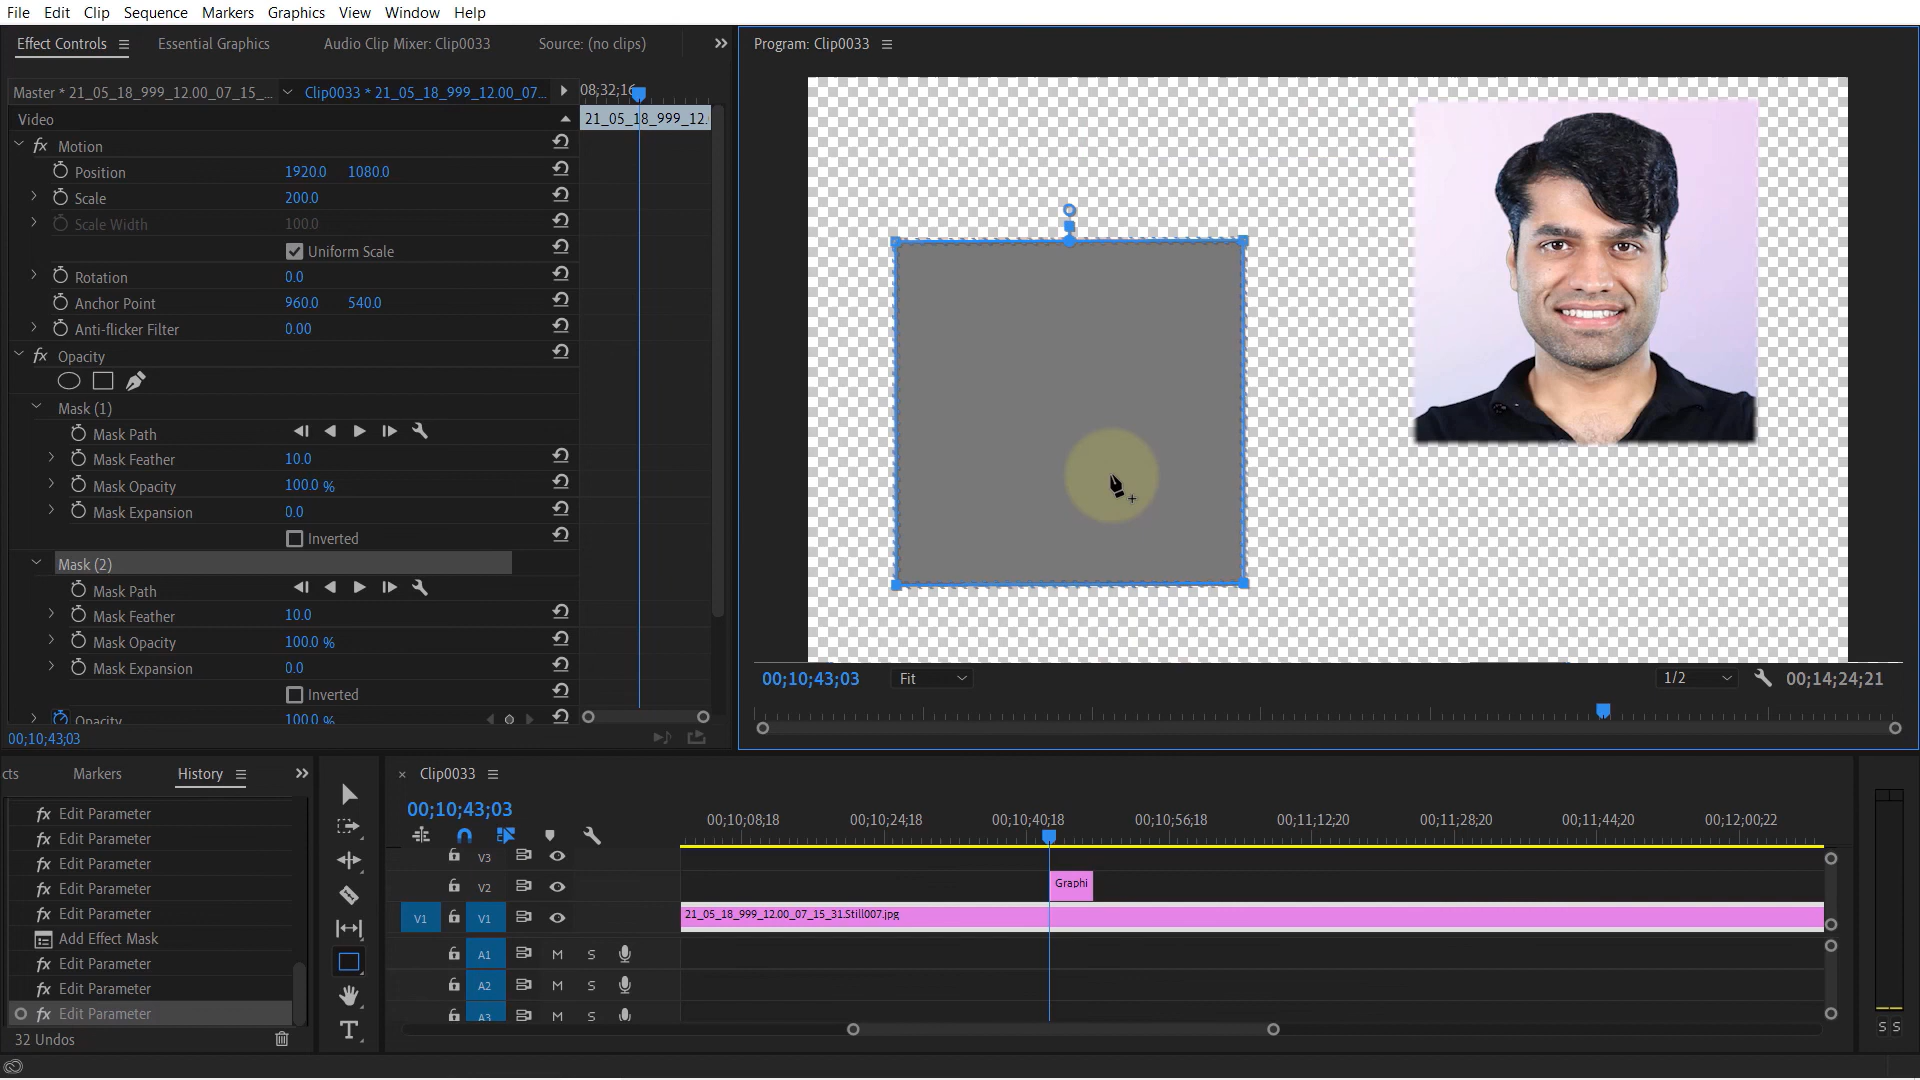 File Edit Clip Sequence Markers Graphics View Window Help
Effect Controls Essential Graphics Audio Clip Mixer: Clip0033 Source: (no clips)
Program: Clip0033
Master * 21_05_18_999_12.00_07_15_... Clip0033 * 21_05_18_999_12.00_07...
08;32;16
Video
21_05_18_999_12.
fx Motion
Position 1920.0 1080.0
Scale 200.0
Scale Width 100.0
Uniform Scale
Rotation 0.0
Anchor Point 960.0 540.0
Anti-flicker Filter 0.00
fx Opacity
Mask (1)
Mask Path
Mask Feather 10.0
Mask Opacity 100.0 %
Mask Expansion 0.0
Inverted
Mask (2)
Mask Path
Mask Feather 10.0
Mask Opacity 100.0 %
Mask Expansion 0.0
Inverted
Opacity 100.0 %
00;10;43;03
00;10;43;03 Fit 1/2 00;14;24;21
cts Markers History
fx Edit Parameter
fx Edit Parameter
fx Edit Parameter
fx Edit Parameter
fx Edit Parameter
Add Effect Mask
fx Edit Parameter
fx Edit Parameter
fx Edit Parameter
32 Undos
T
× Clip0033
00;10;43;03
00;10;08;18 00;10;24;18 00;10;40;18 00;10;56;18 00;11;12;20 00;11;28;20 00;11;44;20 00;12;00;22
V3
V2 Graphi
V1 V1 21_05_18_999_12.00_07_15_31.Still007.jpg
A1 M S
A2 M S
A3 M S
S S